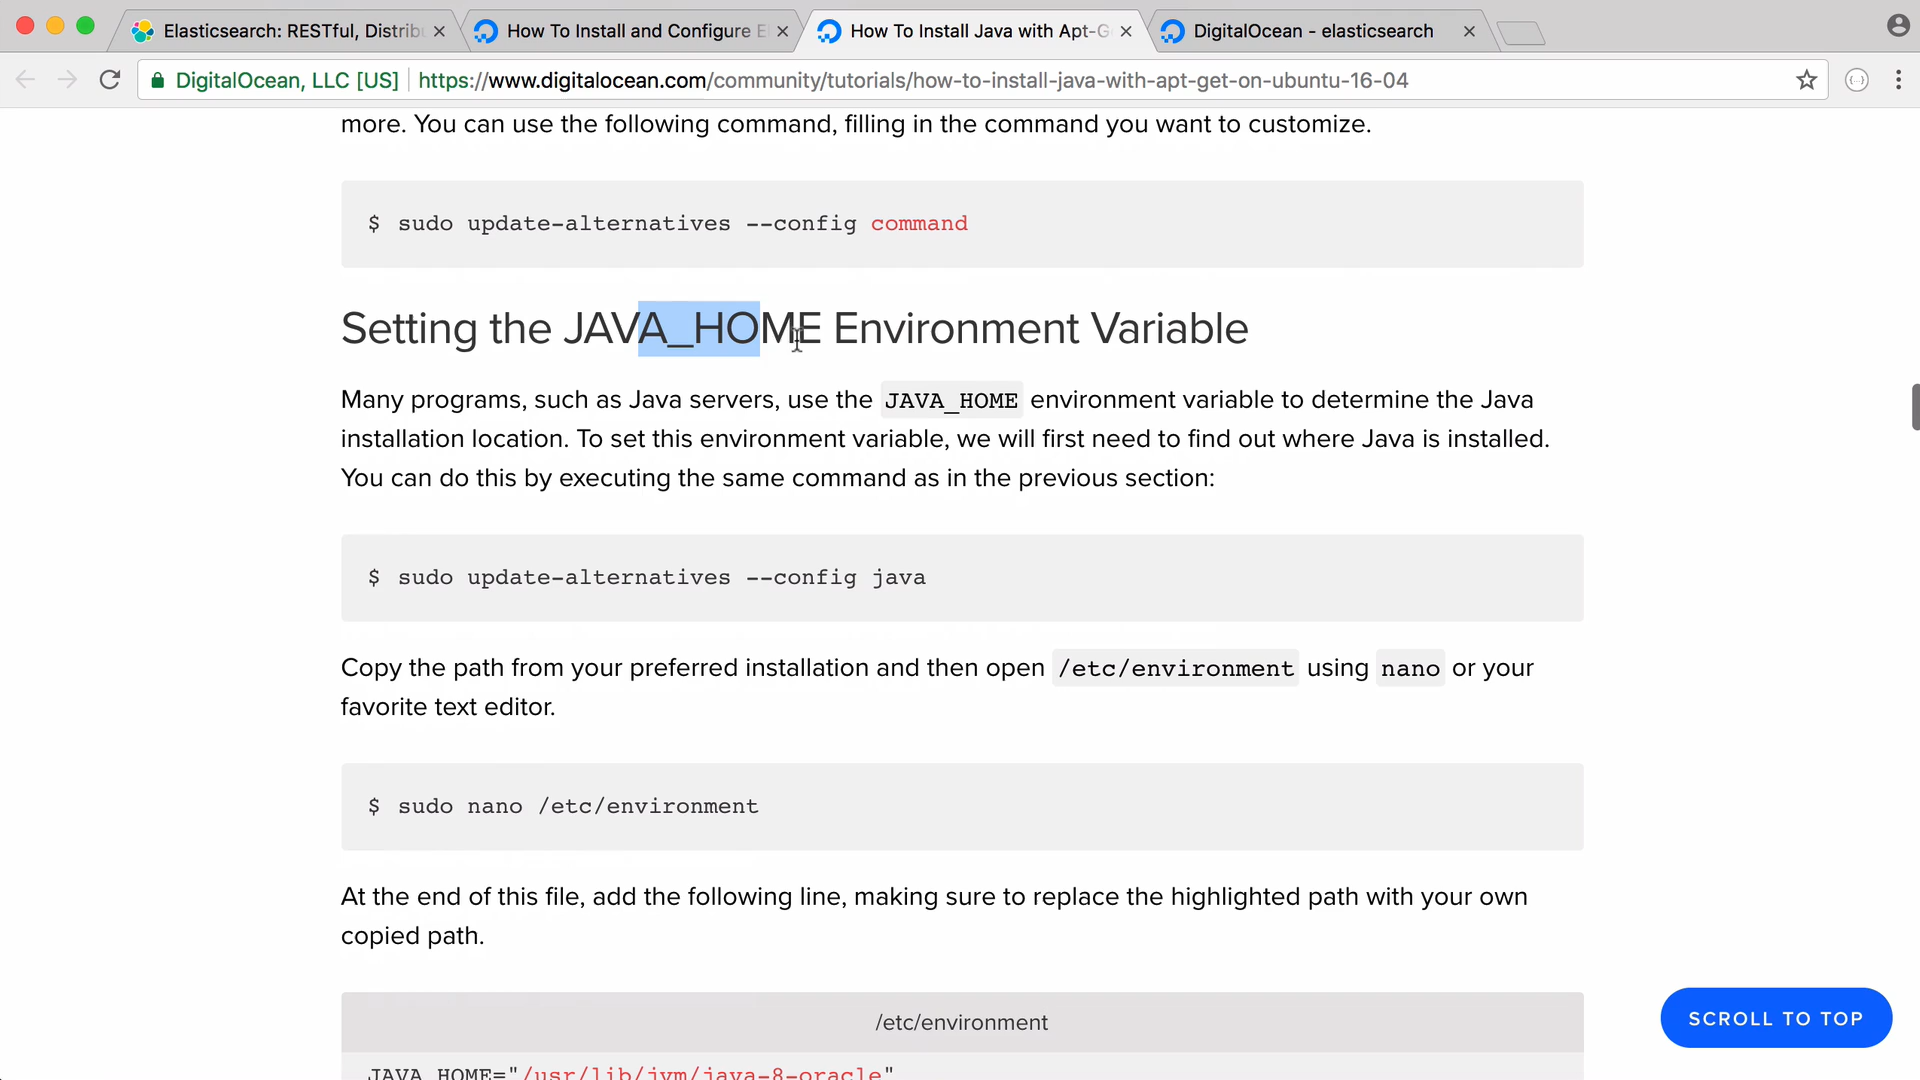 Elasticsearch: RESTful, Distrib
How To Install and Configure E
How To Install Java with Apt-G
DigitalOcean - elasticsearch
DigitalOcean, LLC [US]
https://www.digitalocean.com/community/tutorials/how-to-install-java-with-apt-get-on-ubuntu-16-04
more. You can use the following command, filling in the command you want to customize.
$ sudo update-alternatives --config command
Setting the JAVA_HOME Environment Variable
Many programs, such as Java servers, use the JAVA_HOME environment variable to determine the Java
installation location. To set this environment variable, we will first need to find out where Java is installed.
You can do this by executing the same command as in the previous section:
$ sudo update-alternatives --config java
Copy the path from your preferred installation and then open /etc/environment using nano or your
favorite text editor.
$ sudo nano /etc/environment
At the end of this file, add the following line, making sure to replace the highlighted path with your own
copied path.
/etc/environment
JAVA_HOME="/usr/lib/jvm/java-8-oracle"
SCROLL TO TOP